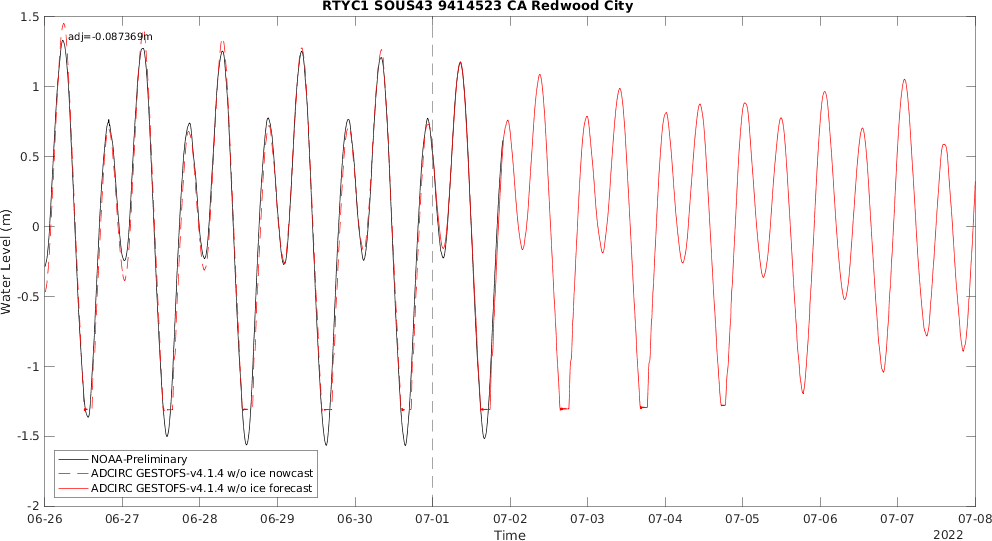 RTYC1 SOUS43 9414523 CA Redwood City
adj=-0.087369m
1.5
1
0.5
0
-0.5
-1
-1.5
-2
Water Level (m)
NOAA-Preliminary
ADCIRC GESTOFS-v4.1.4 w/o ice nowcast
ADCIRC GESTOFS-v4.1.4 w/o ice forecast
06-26 06-27 06-28 06-29 06-30 07-01 07-02 07-03 07-04 07-05 07-06 07-07 07-08
Time
2022